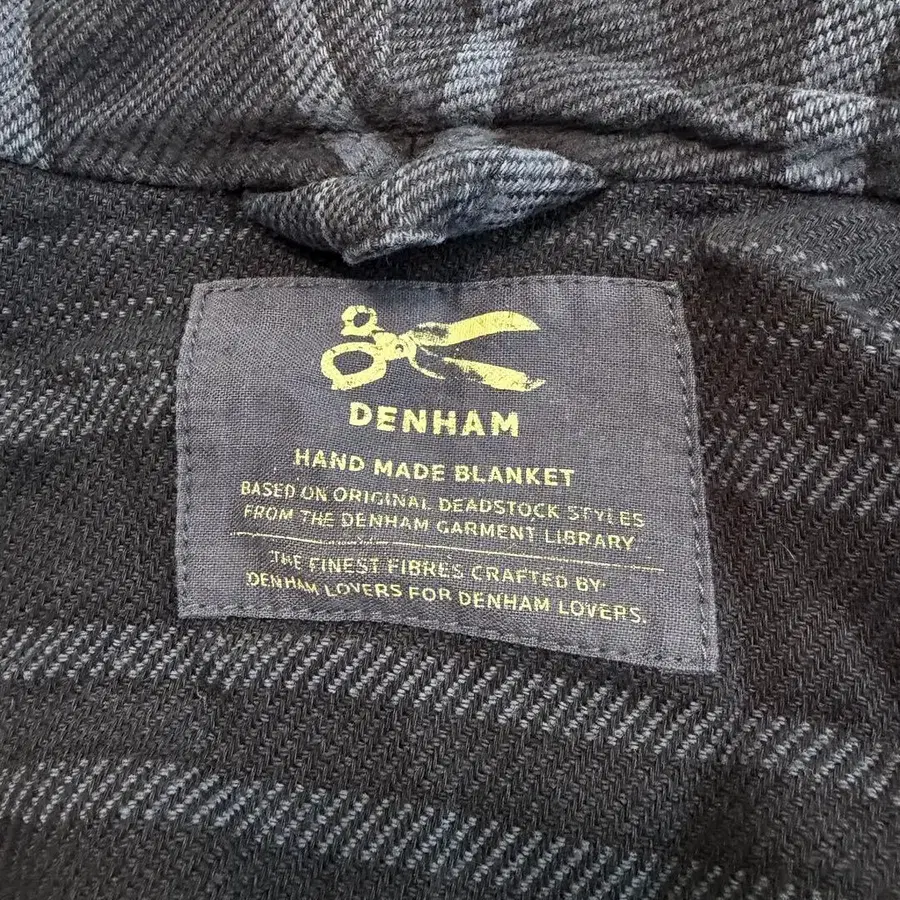 DENHAM
HAND MADE BLANKET
BASED ON ORIGINAL DEADSTOCK STYLES
FROM THE DENHAM GARMENT LIBRARY
THE FINEST FIBRES CRAFTED BY:
DENHAM LOVERS FOR DENHAM LOVERS.